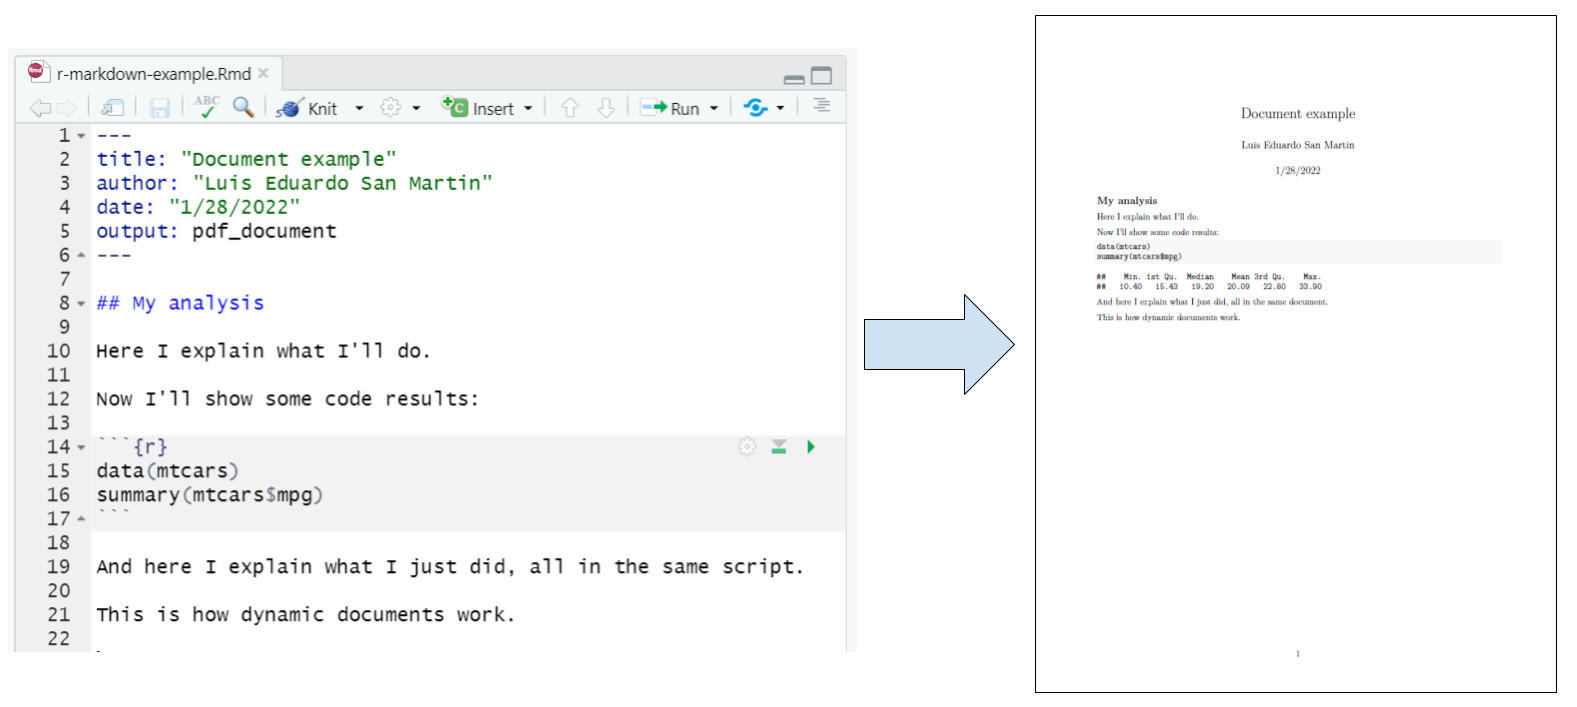 r-markdown-example.Rmd
ABC Knit Insert Run
1 ---
2 title: "Document example"
3 author: "Luis Eduardo San Martin"
4 date: "1/28/2022"
5 output: pdf_document
6 ---
7
8 ## My analysis
9
10 Here I explain what I'll do.
11
12 Now I'll show some code results:
13
14 ```{r}
15 data(mtcars)
16 summary(mtcars$mpg)
17 ```
18
19 And here I explain what I just did, all in the same script.
20
21 This is how dynamic documents work.
22
Document example
Luis Eduardo San Martin
1/28/2022
My analysis
Here I explain what I'll do.
Now I'll show some code results:
data(mtcars)
summary(mtcars$mpg)
## Min. 1st Qu. Median Mean 3rd Qu. Max.
## 10.40 15.43 19.20 20.09 22.80 33.90
And here I explain what I just did, all in the same document.
This is how dynamic documents work.
1